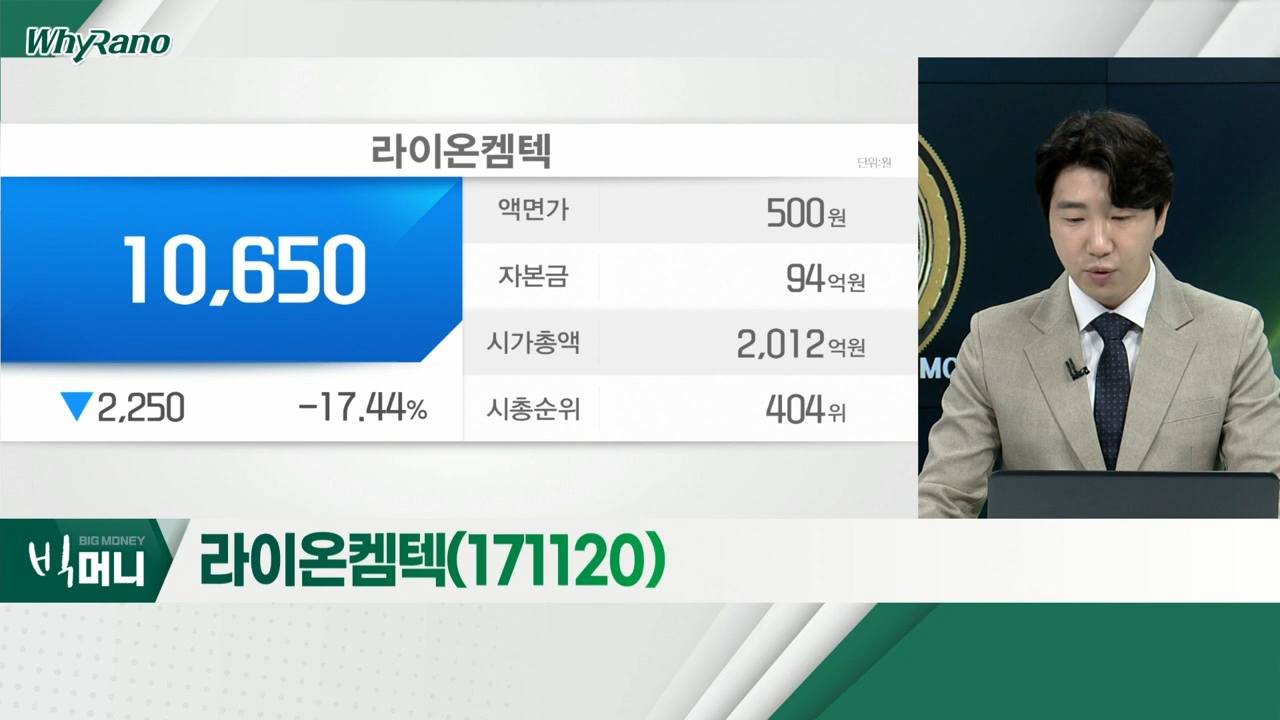 WhyRano
라이온켐텍
단위:원
10,650
▼2,250 -17.44%
액면가 500원
자본금 94억원
시가총액 2,012억원
시총순위 404위
MO
BIG MONEY
빅머니
라이온켐텍(171120)